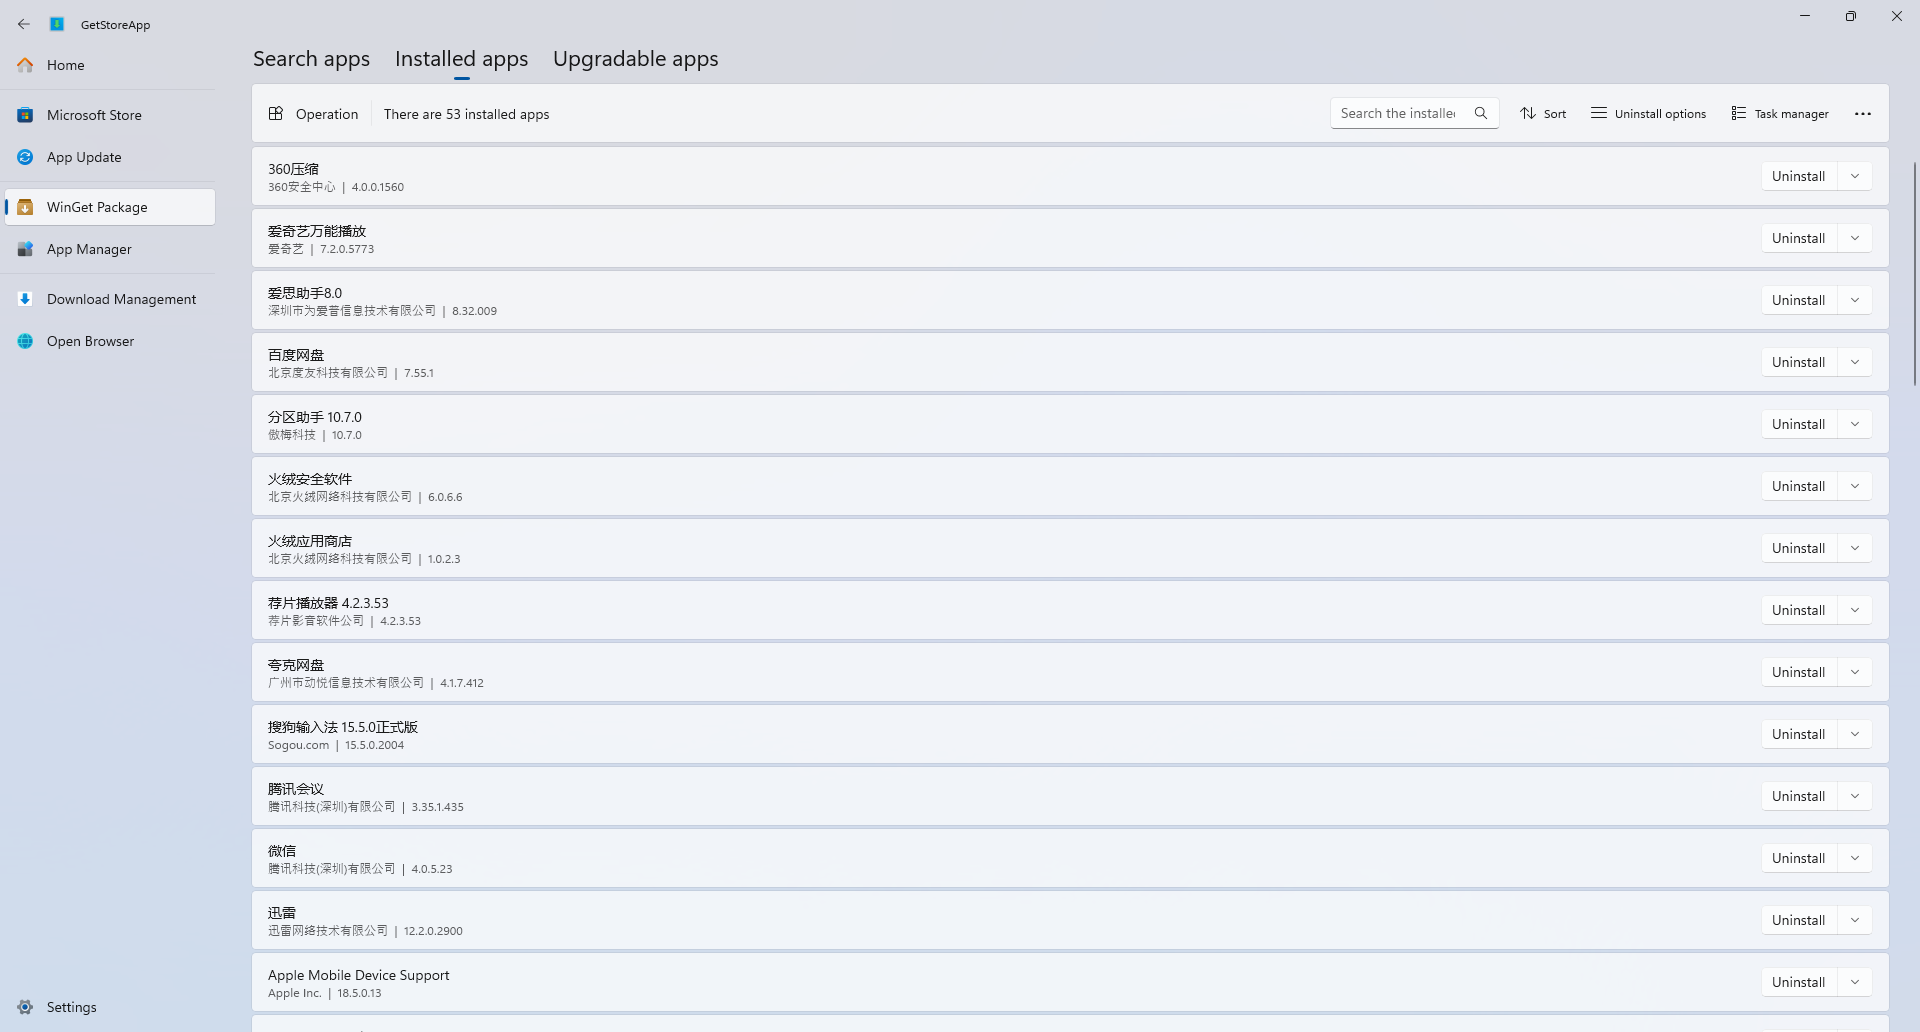 GetStoreApp
Home
Microsoft Store
App Update
WinGet Package
App Manager
Download Management
Open Browser
Settings
Search apps Installed apps Upgradable apps
Operation There are 53 installed apps Search the installe Sort Uninstall options Task manager
360压缩
360安全中心 | 4.0.0.1560
Uninstall
爱奇艺万能播放
爱奇艺 | 7.2.0.5773
Uninstall
爱思助手8.0
深圳市为爱普信息技术有限公司 | 8.32.009
Uninstall
百度网盘
北京度友科技有限公司 | 7.55.1
Uninstall
分区助手 10.7.0
傲梅科技 | 10.7.0
Uninstall
火绒安全软件
北京火绒网络科技有限公司 | 6.0.6.6
Uninstall
火绒应用商店
北京火绒网络科技有限公司 | 1.0.2.3
Uninstall
荐片播放器 4.2.3.53
荐片影音软件公司 | 4.2.3.53
Uninstall
夸克网盘
广州市动悦信息技术有限公司 | 4.1.7.412
Uninstall
搜狗输入法 15.5.0正式版
Sogou.com | 15.5.0.2004
Uninstall
腾讯会议
腾讯科技(深圳)有限公司 | 3.35.1.435
Uninstall
微信
腾讯科技(深圳)有限公司 | 4.0.5.23
Uninstall
迅雷
迅雷网络技术有限公司 | 12.2.0.2900
Uninstall
Apple Mobile Device Support
Apple Inc. | 18.5.0.13
Uninstall